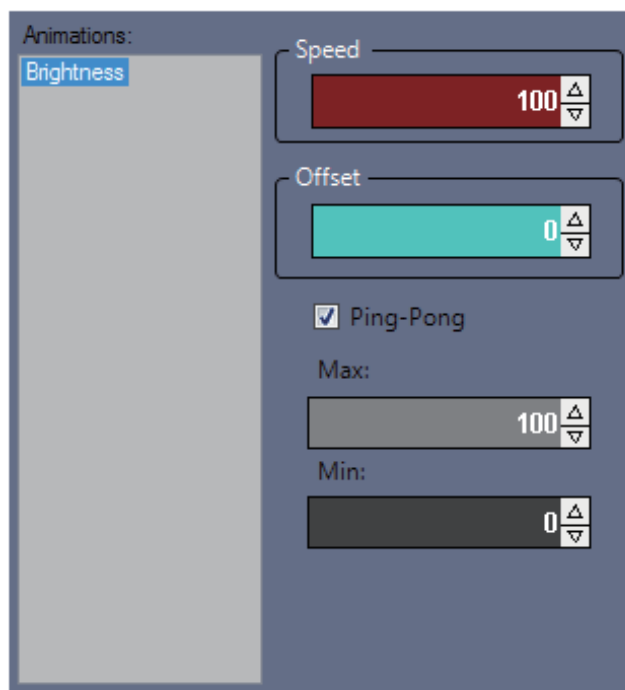 Animations:
Brightness
Speed
100
Offset
0
Ping-Pong
Max:
100
Min:
0